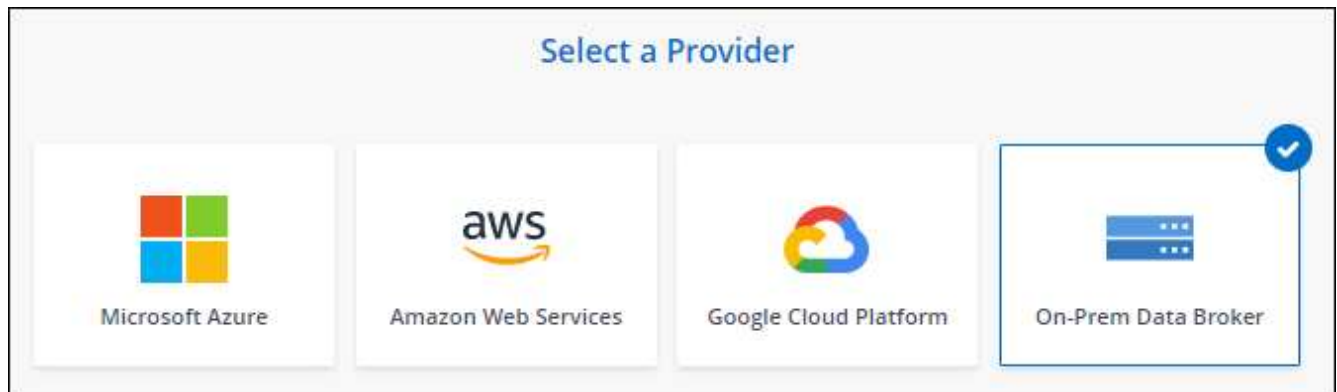 Select a Provider
aws
Microsoft Azure
Amazon Web Services
Google Cloud Platform
On-Prem Data Broker